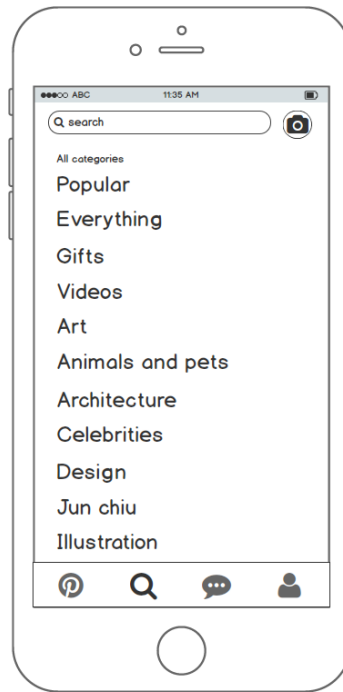 ABC 11:35 AM
search
All categories
Popular
Everything
Gifts
Videos
Art
Animals and pets
Architecture
Celebrities
Design
Jun chiu
Illustration